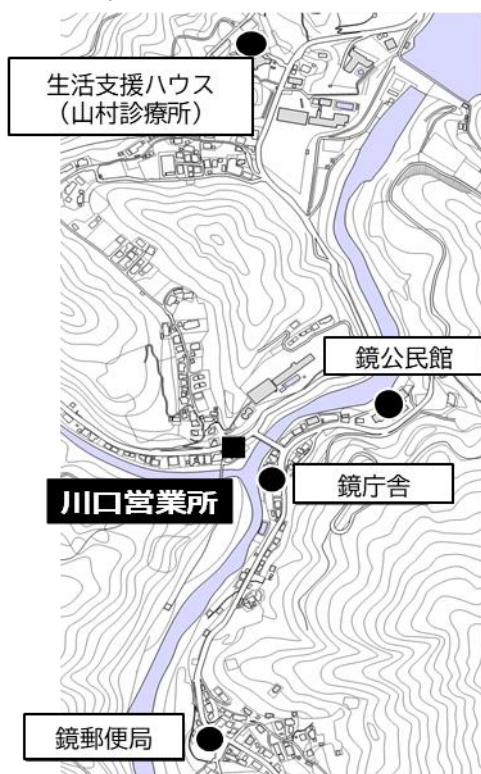 生活支援ハウス
（山村診療所）
鏡公民館
鏡庁舎
川口営業所
鏡郵便局